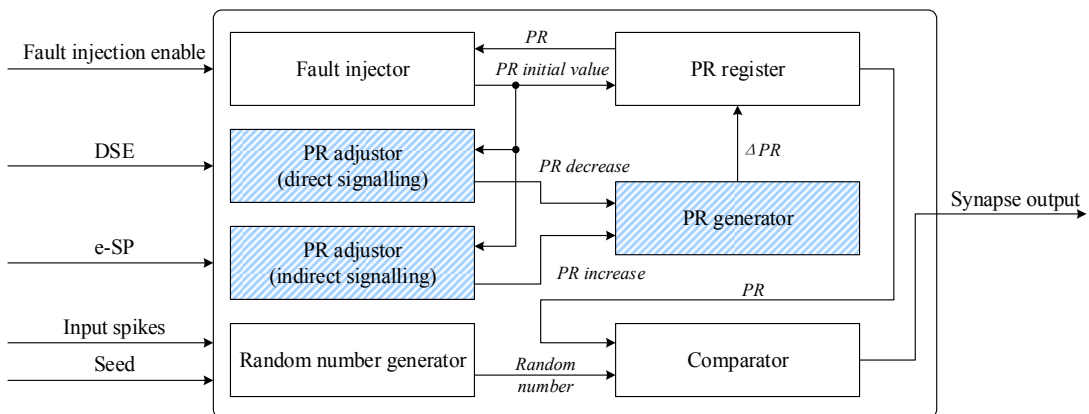 Fault injection enable
Fault injector
PR
PR initial value
PR register
DSE
PR adjustor
(direct signalling)
PR decrease
ΔPR
PR generator
Synapse output
e-SP
PR adjustor
(indirect signalling)
PR increase
PR
Input spikes
Seed
Random number generator
Random
number
Comparator